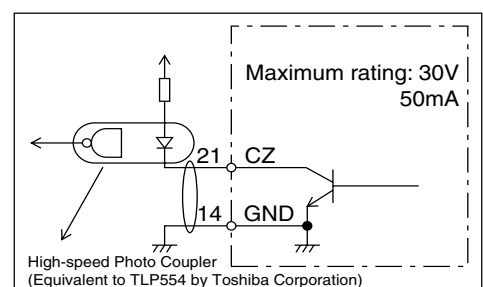 Maximum rating: 30V
50mA
21 CZ
14 GND
High-speed Photo Coupler
(Equivalent to TLP554 by Toshiba Corporation)